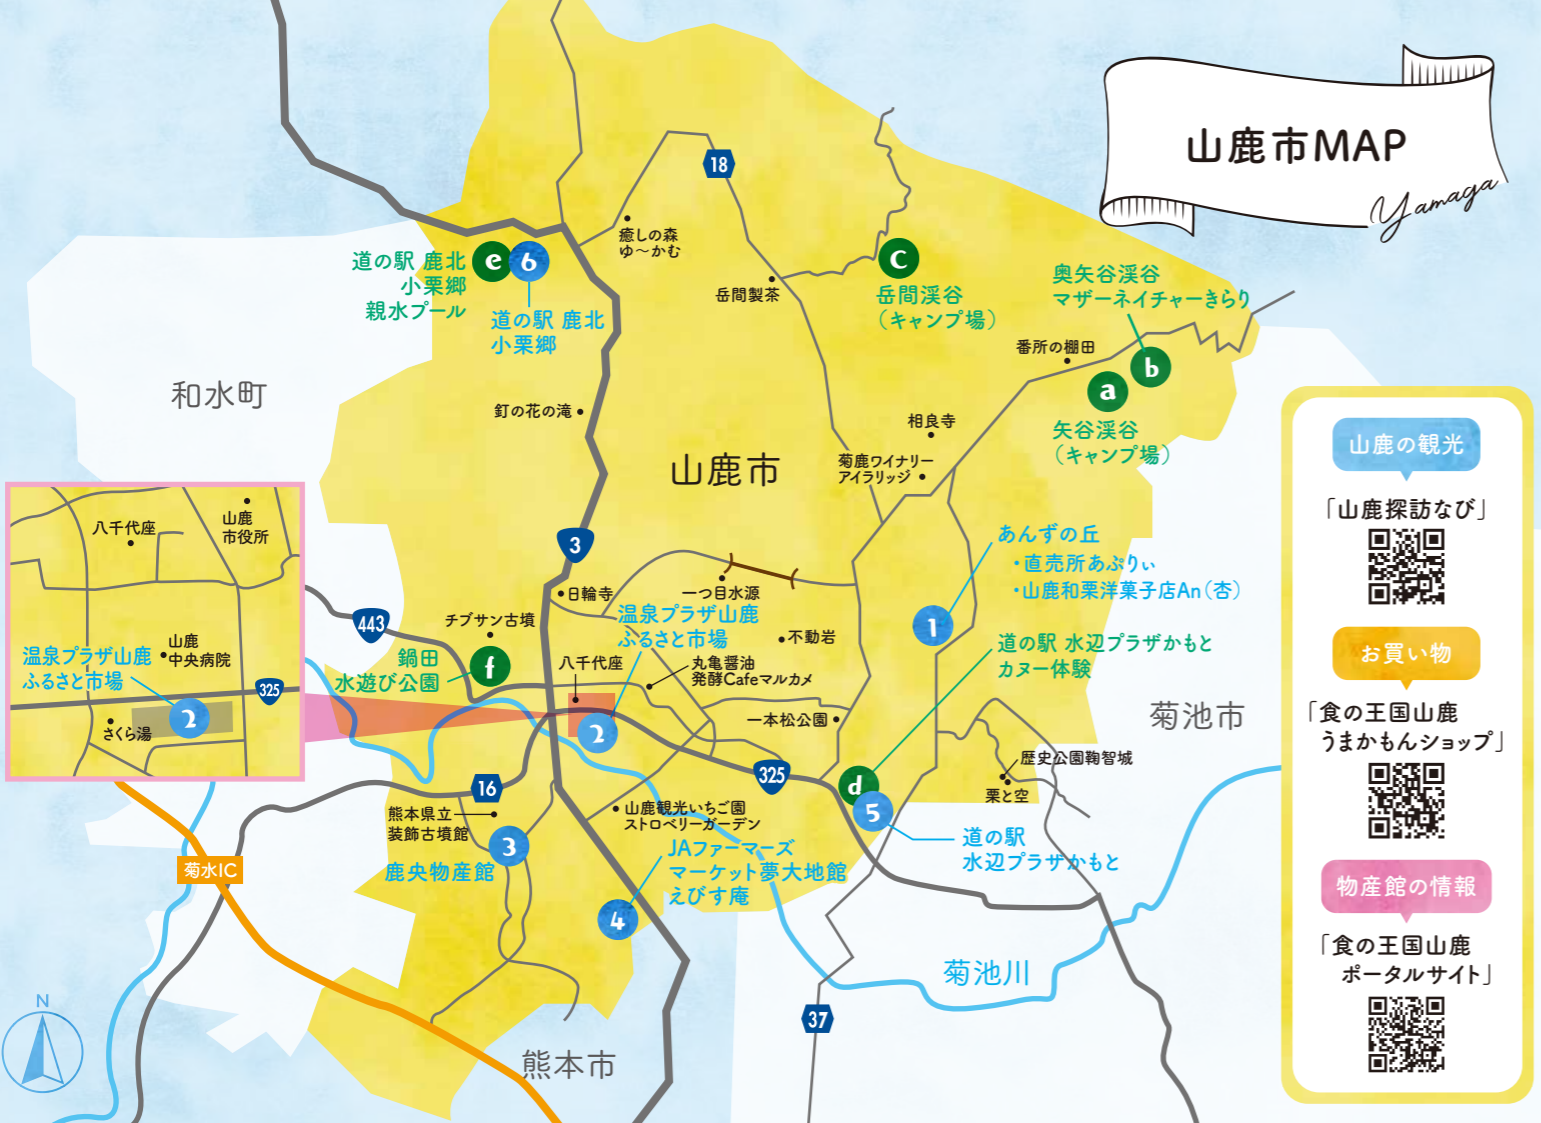 山鹿市MAP
Yamaga
18
癒しの森
ゆ～かむ
道の駅 鹿北
小栗郷
親水プール
e
6
道の駅 鹿北
小栗郷
岳間製茶
c
岳間渓谷
（キャンプ場）
奥矢谷渓谷
マザーネイチャーきらり
番所の棚田
b
a
矢谷渓谷
（キャンプ場）
和水町
釘の花の滝
山鹿市
相良寺
菊鹿ワイナリー
アイラリッジ
3
あんずの丘
・直売所あぷりぃ
・山鹿和栗洋菓子店An（杏）
1
日輪寺
一つ目水源
温泉プラザ山鹿
ふるさと市場
不動岩
443
チブサン古墳
鍋田
水遊び公園
f
八千代座
丸亀醤油
発酵Cafeマルカメ
道の駅 水辺プラザかもと
カヌー体験
一本松公園
2
菊池市
歴史公園鞠智城
栗と空
325
d
5
道の駅
水辺プラザかもと
16
熊本県立
装飾古墳館
3
鹿央物産館
山鹿観光いちご園
ストロベリーガーデン
JAファーマーズ
マーケット夢大地館
えびす庵
4
菊水IC
菊池川
37
熊本市
N
八千代座
山鹿
市役所
山鹿
中央病院
温泉プラザ山鹿
ふるさと市場
325
2
さくら湯
山鹿の観光
「山鹿探訪なび」
お買い物
「食の王国山鹿
うまかもんショップ」
物産館の情報
「食の王国山鹿
ポータルサイト」